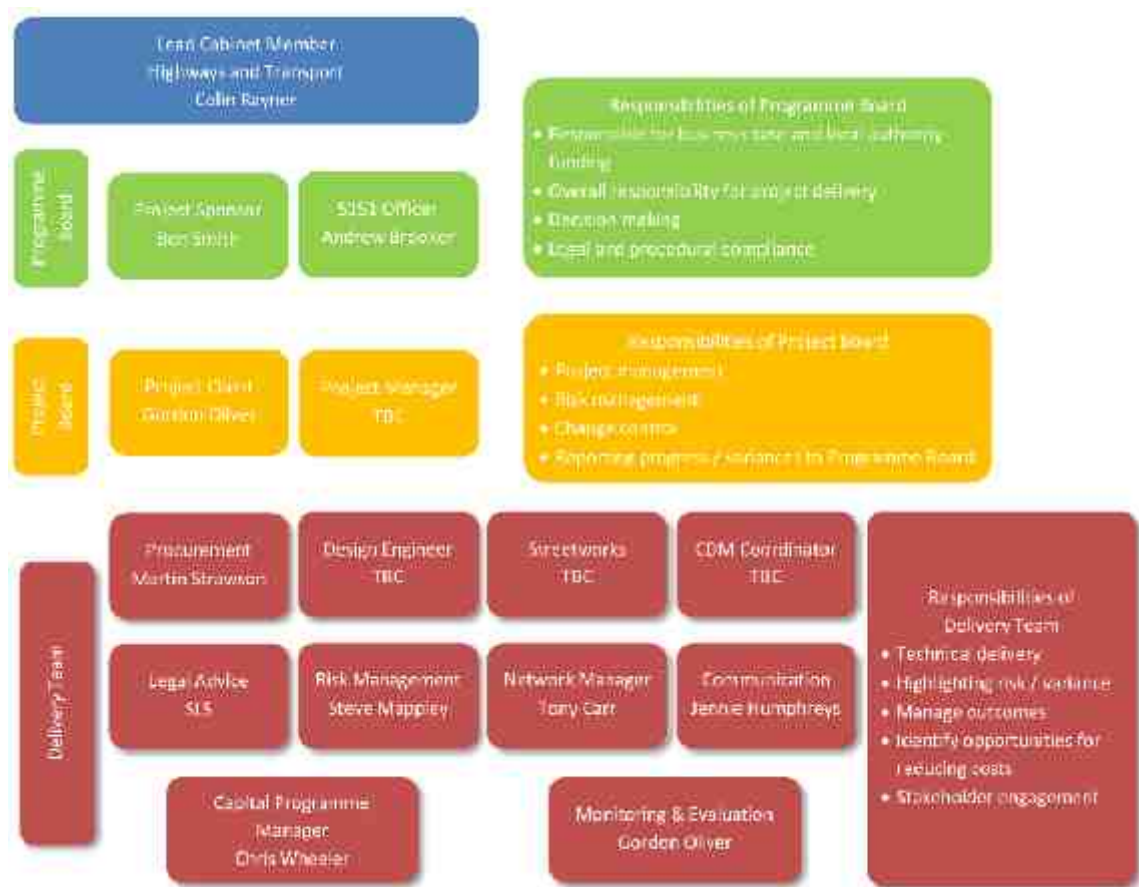 Lead Cabinet Member
Highways and Transport
Colin Rayner
Programme
Board
Project Sponsor
Ben Smith
S151 Officer
Andrew Brooker
Responsibilities of Programme Board
• Responsible for business case and local authority
funding
• Overall responsibility for project delivery
• Decision making
• Legal and procedural compliance
Project
Board
Project Client
Gordon Oliver
Project Manager
TBC
Responsibilities of Project Board
• Project management
• Risk management
• Change control
• Reporting progress / variances to Programme Board
Delivery Team
Procurement
Martin Strawson
Design Engineer
TBC
Streetworks
TBC
CDM Coordinator
TBC
Legal Advice
SLS
Risk Management
Steve Mappley
Network Manager
Tony Carr
Communication
Jennie Humphreys
Capital Programme
Manager
Chris Wheeler
Monitoring & Evaluation
Gordon Oliver
Responsibilities of
Delivery Team
• Technical delivery
• Highlighting risk / variance
• Manage outcomes
• Identify opportunities for
reducing costs
• Stakeholder engagement